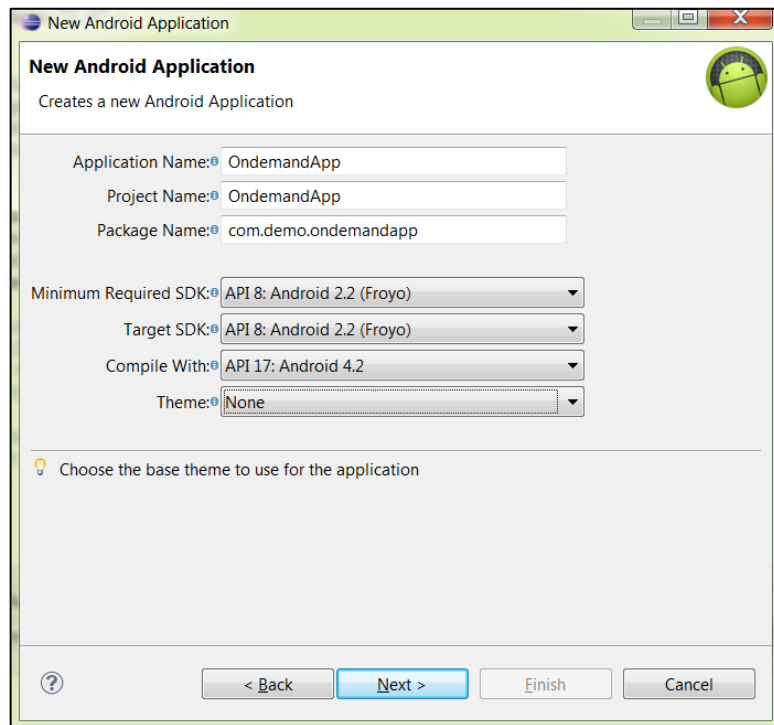 New Android Application
New Android Application
Creates a new Android Application
Application Name: OndemandApp
Project Name: OndemandApp
Package Name: com.demo.ondemandapp
Minimum Required SDK: API 8: Android 2.2 (Froyo)
Target SDK: API 8: Android 2.2 (Froyo)
Compile With: API 17: Android 4.2
Theme: None
Choose the base theme to use for the application
? < Back Next > Finish Cancel